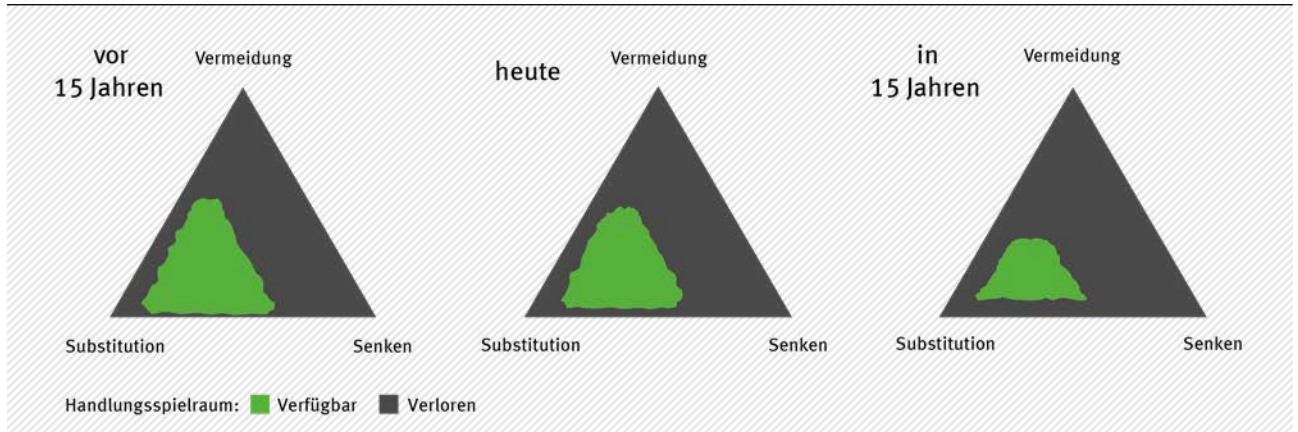 vor
15 Jahren
Vermeidung
Substitution
Senken
heute
Vermeidung
Substitution
Senken
in
15 Jahren
Vermeidung
Substitution
Senken
Handlungsspielraum: Verfügbar Verloren